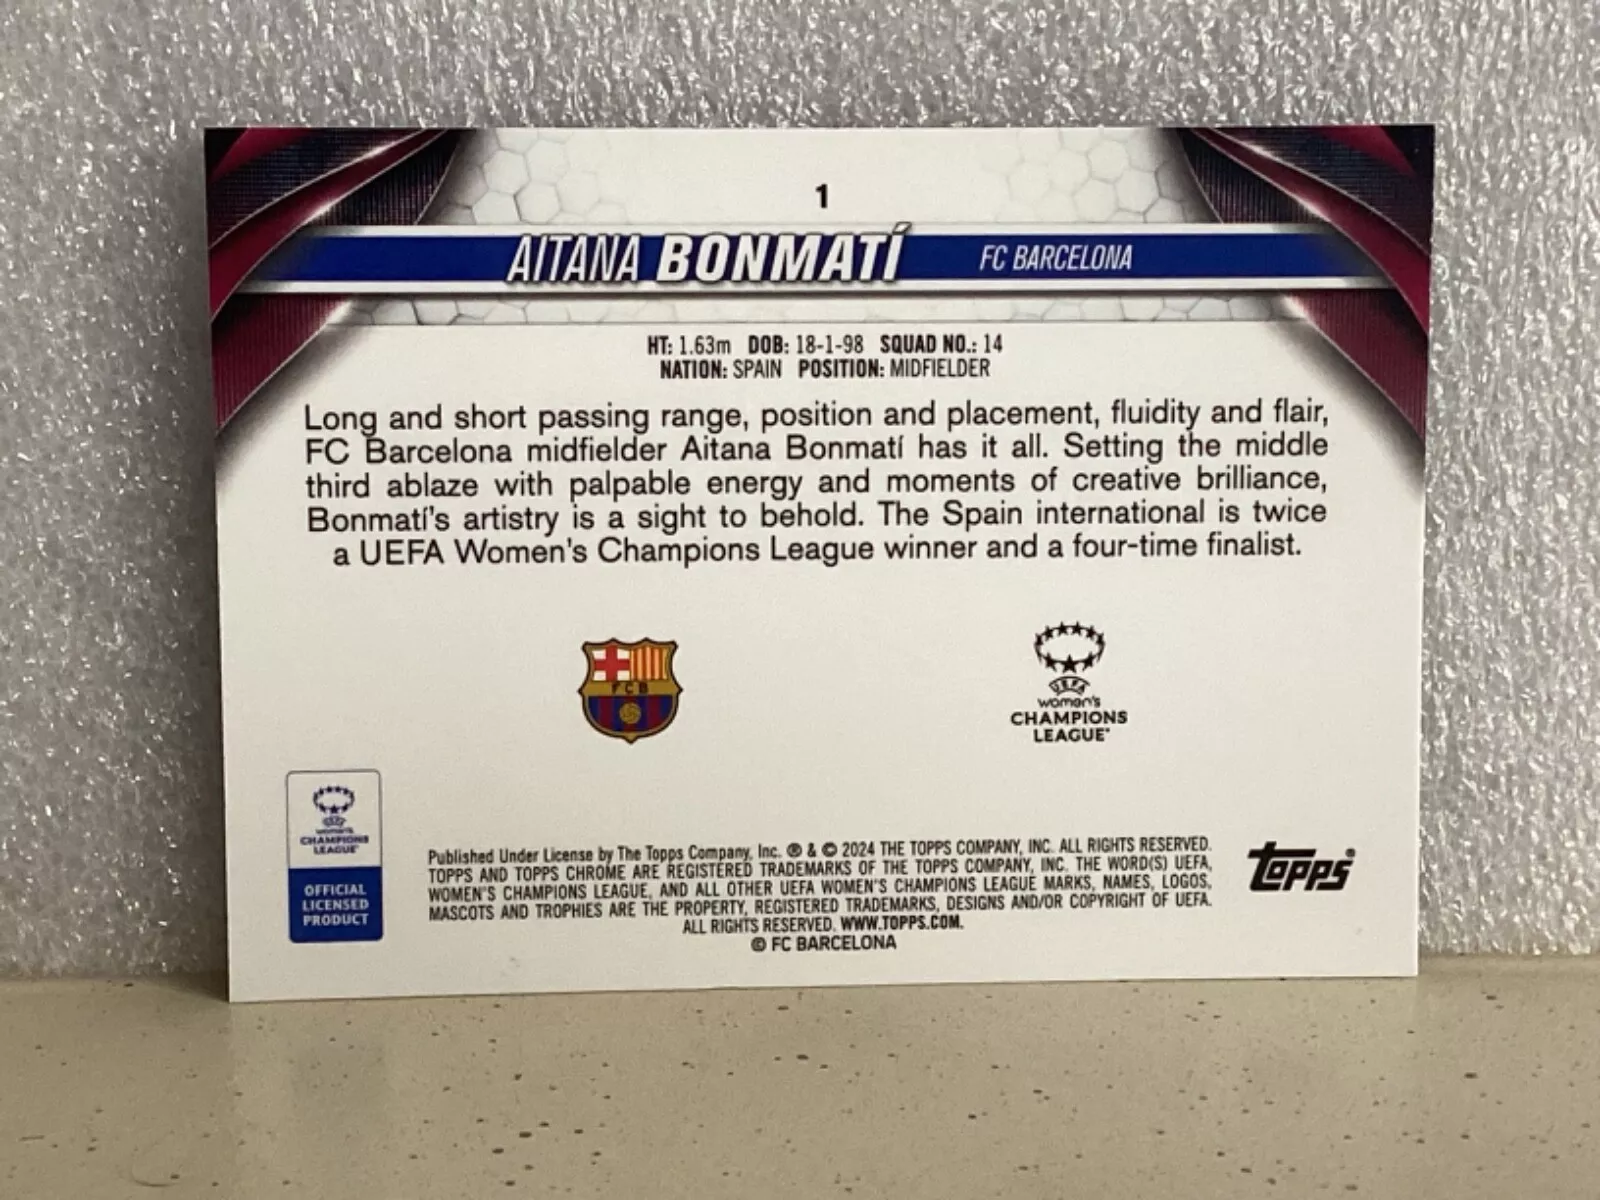 1
AITANA BONMATÍ FC BARCELONA
HT: 1.63m DOB: 18-1-98 SQUAD NO.: 14
NATION: SPAIN POSITION: MIDFIELDER
Long and short passing range, position and placement, fluidity and flair,
FC Barcelona midfielder Aitana Bonmatí has it all. Setting the middle
third ablaze with palpable energy and moments of creative brilliance,
Bonmatí's artistry is a sight to behold. The Spain international is twice
a UEFA Women's Champions League winner and a four-time finalist.
FCB
UEFA
women's
CHAMPIONS
LEAGUE™
UEFA
women's
CHAMPIONS
LEAGUE™
OFFICIAL
LICENSED
PRODUCT
Published Under License by The Topps Company, Inc. ® & © 2024 THE TOPPS COMPANY, INC. ALL RIGHTS RESERVED.
TOPPS AND TOPPS CHROME ARE REGISTERED TRADEMARKS OF THE TOPPS COMPANY, INC. THE WORD(S) UEFA,
WOMEN'S CHAMPIONS LEAGUE, AND ALL OTHER UEFA WOMEN'S CHAMPIONS LEAGUE MARKS, NAMES, LOGOS,
MASCOTS AND TROPHIES ARE THE PROPERTY, REGISTERED TRADEMARKS, DESIGNS AND/OR COPYRIGHT OF UEFA.
ALL RIGHTS RESERVED. WWW.TOPPS.COM.
© FC BARCELONA
topps®